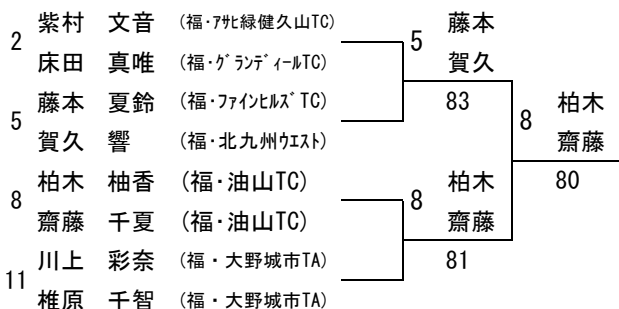 2 紫村 文音 (福・ｱｻﾋ緑健久山TC)
床田 真唯 (福・ｸﾞﾗﾝﾃﾞｨｰﾙTC)
5 藤本 夏鈴 (福・ﾌｧｲﾝﾋﾙｽﾞTC)
賀久 響 (福・北九州ｳｴｽﾄ)
8 柏木 柚香 (福・油山TC)
齋藤 千夏 (福・油山TC)
11 川上 彩奈 (福・大野城市TA)
椎原 千智 (福・大野城市TA)
5 藤本
賀久
83
8 柏木
齋藤
81
8 柏木
齋藤
80